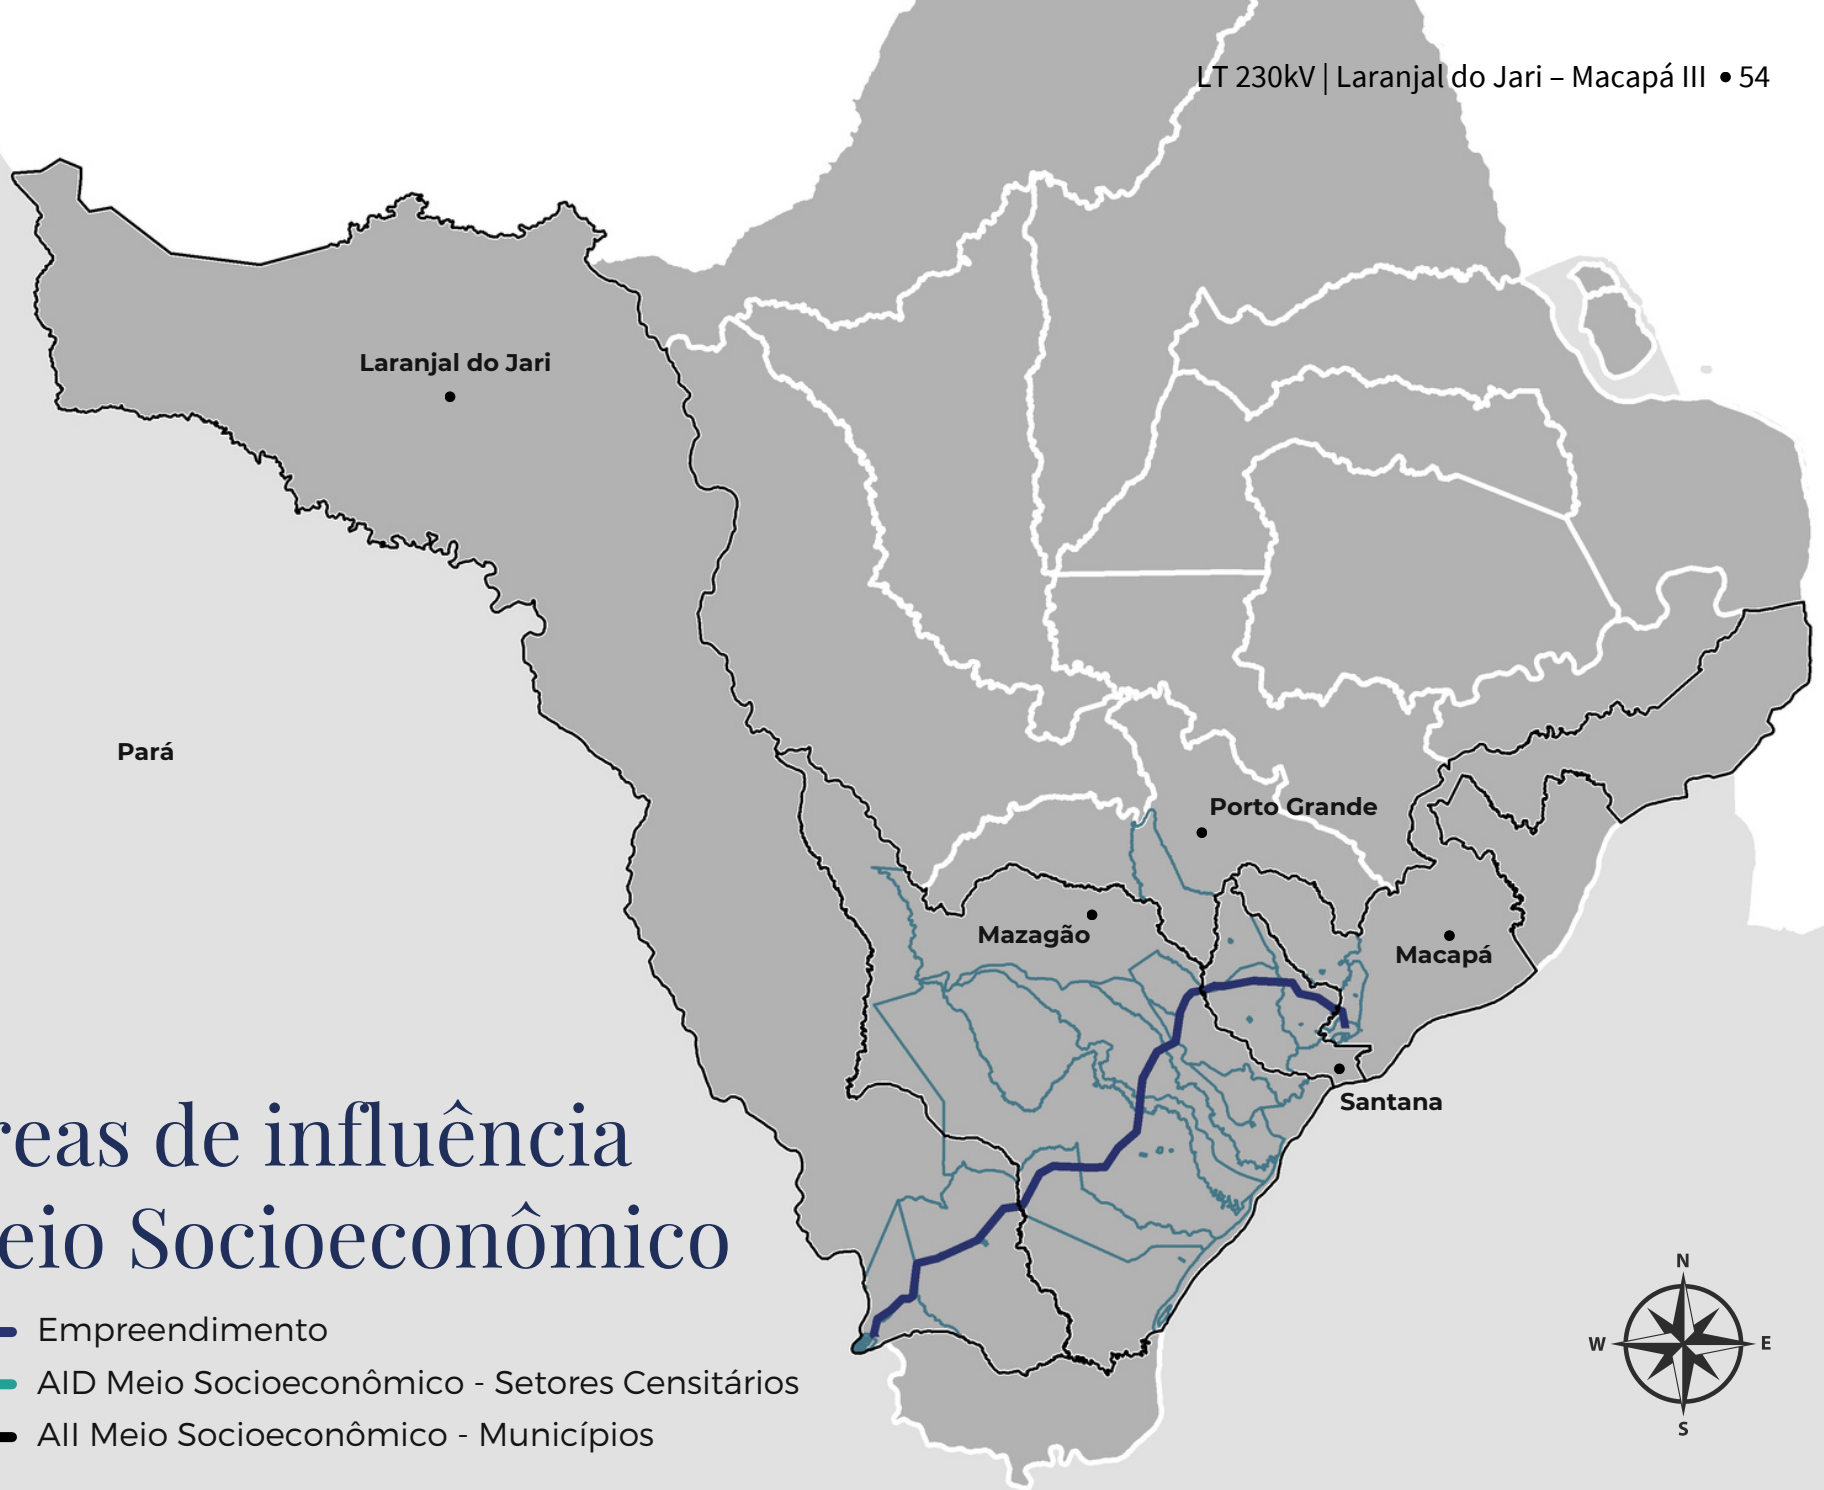 LT 230kV | Laranjal do Jari – Macapá III • 54
Laranjal do Jari
Pará
Porto Grande
Mazagão
Macapá
Santana
reas de influência
eio Socioeconômico
Empreendimento
AID Meio Socioeconômico - Setores Censitários
AII Meio Socioeconômico - Municípios
N
W
E
S